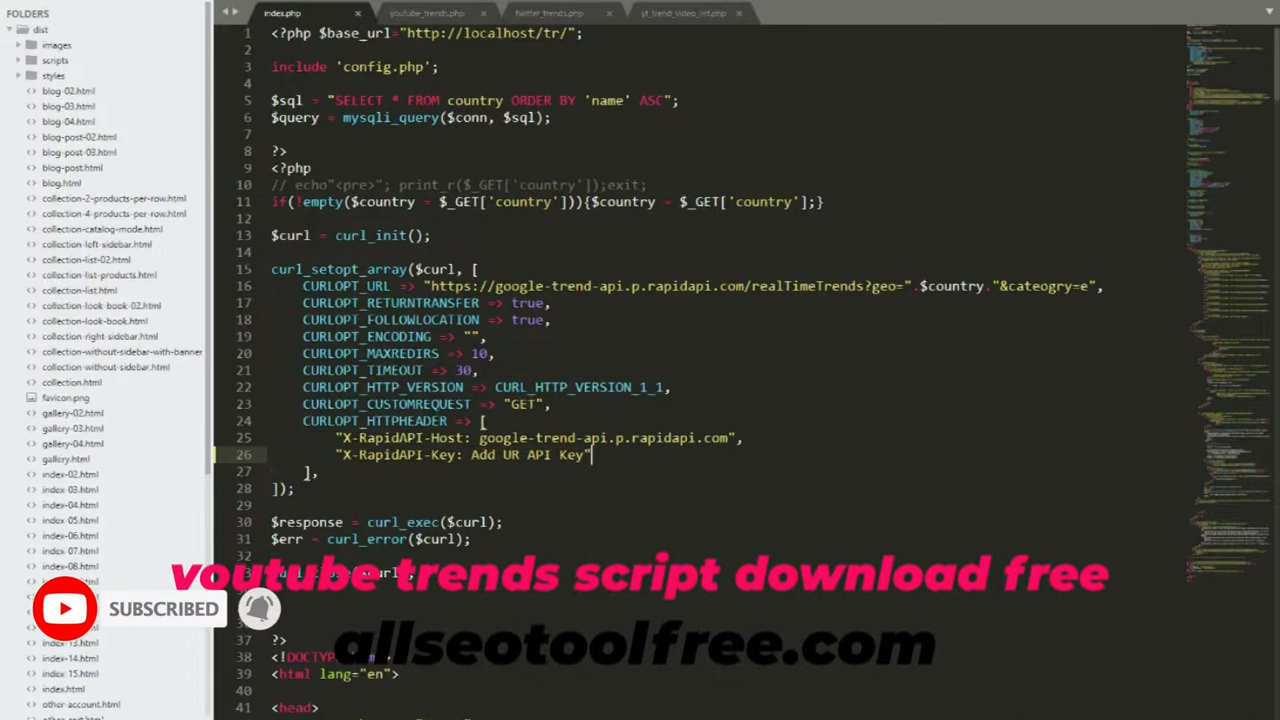 FOLDERS
dist
images
scripts
styles
blog-02.html
blog-03.html
blog-04.html
blog-post-02.html
blog-post-03.html
blog-post.html
blog.html
collection-2-products-per-row.html
collection-4-products-per-row.html
collection-catalog-mode.html
collection-left-sidebar.html
collection-list-02.html
collection-list-products.html
collection-list.html
collection-look-book-02.html
collection-look-book.html
collection-right-sidebar.html
collection-without-sidebar-with-banner
collection-without-sidebar.html
collection.html
favicon.png
gallery-02.html
gallery-03.html
gallery-04.html
gallery.html
index-02.html
index-03.html
index-04.html
index-05.html
index-06.html
index-07.html
index-08.html
index-14.html
index-15.html
index.html
other-account.html
index.php
youtube_trends.php
twitter_trends.php
yt_trend_video_list.php
1 <?php $base_url="http://localhost/tr/";
2
3 include 'config.php';
4
5 $sql = "SELECT * FROM country ORDER BY 'name' ASC";
6 $query = mysqli_query($conn, $sql);
7
8 ?>
9 <?php
10 // echo"<pre>"; print_r($_GET['country']);exit;
11 if(!empty($country = $_GET['country'])){$country = $_GET['country'];}
12
13 $curl = curl_init();
14
15 curl_setopt_array($curl, [
16 CURLOPT_URL => "https://google-trend-api.p.rapidapi.com/realTimeTrends?geo=".$country."&cateogry=e",
17 CURLOPT_RETURNTRANSFER => true,
18 CURLOPT_FOLLOWLOCATION => true,
19 CURLOPT_ENCODING => "",
20 CURLOPT_MAXREDIRS => 10,
21 CURLOPT_TIMEOUT => 30,
22 CURLOPT_HTTP_VERSION => CURL_HTTP_VERSION_1_1,
23 CURLOPT_CUSTOMREQUEST => "GET",
24 CURLOPT_HTTPHEADER => [
25 "X-RapidAPI-Host: google-trend-api.p.rapidapi.com",
26 "X-RapidAPI-Key: Add UR API Key"
27 ],
28 ]);
29
30 $response = curl_exec($curl);
31 $err = curl_error($curl);
32
youtube trends script download free
SUBSCRIBED
allseotoolfree.com
37 ?>
38 <!DOCTYP
39 <html lang="en">
40
41 <head>